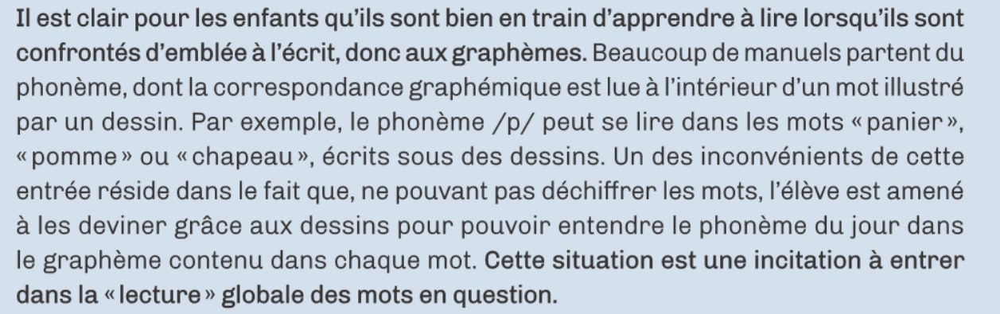 Il est clair pour les enfants qu’ils sont bien en train d’apprendre à lire lorsqu’ils sont
confrontés d’emblée à l’écrit, donc aux graphèmes. Beaucoup de manuels partent du
phonème, dont la correspondance graphémique est lue à l’intérieur d’un mot illustré
par un dessin. Par exemple, le phonème /p/ peut se lire dans les mots « panier »,
« pomme » ou « chapeau », écrits sous des dessins. Un des inconvénients de cette
entrée réside dans le fait que, ne pouvant pas déchiffrer les mots, l’élève est amené
à les deviner grâce aux dessins pour pouvoir entendre le phonème du jour dans
le graphème contenu dans chaque mot. Cette situation est une incitation à entrer
dans la « lecture » globale des mots en question.